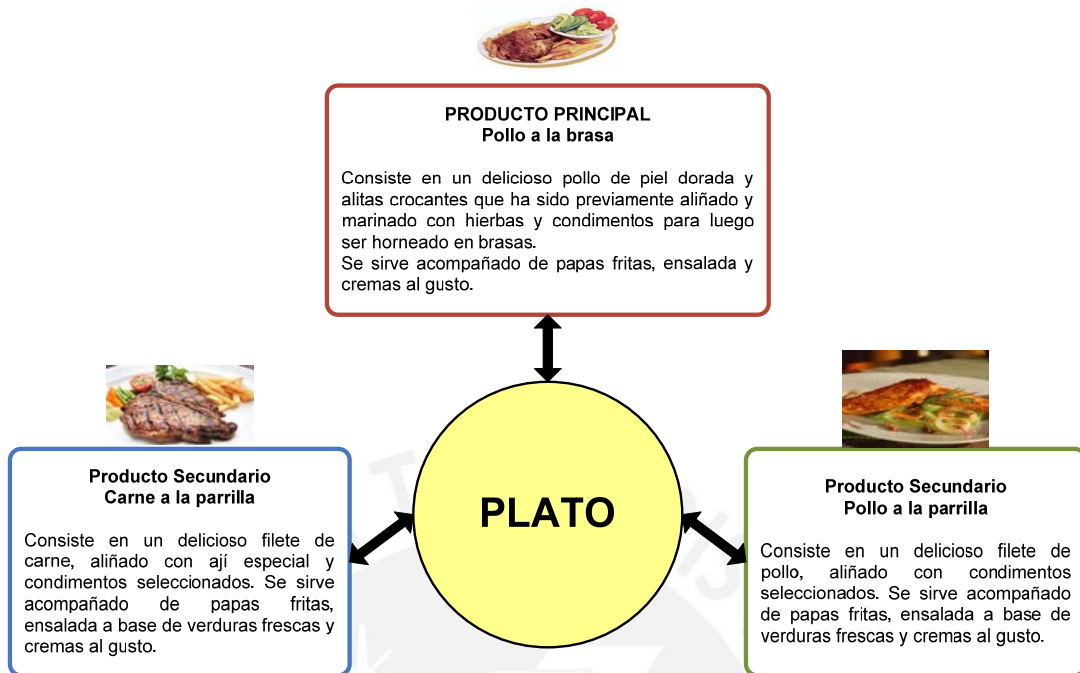 PRODUCTO PRINCIPAL
Pollo a la brasa
Consiste en un delicioso pollo de piel dorada y
alitas crocantes que ha sido previamente aliñado y
marinado con hierbas y condimentos para luego
ser horneado en brasas.
Se sirve acompañado de papas fritas, ensalada y
cremas al gusto.
Producto Secundario
Carne a la parrilla
Consiste en un delicioso filete de
carne, aliñado con ají especial y
condimentos seleccionados. Se sirve
acompañado de papas fritas,
ensalada a base de verduras frescas y
cremas al gusto.
PLATO
Producto Secundario
Pollo a la parrilla
Consiste en un delicioso filete de
pollo, aliñado con condimentos
seleccionados. Se sirve acompañado
de papas fritas, ensalada a base de
verduras frescas y cremas al gusto.